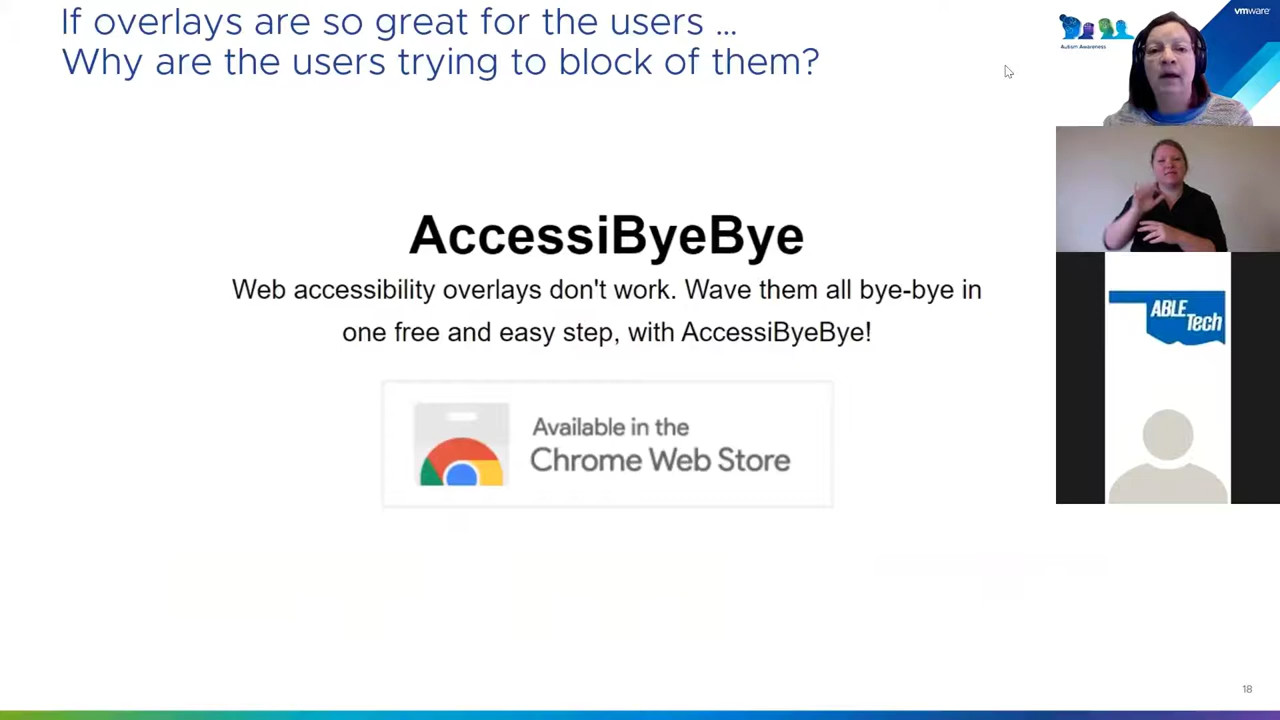 If overlays are so great for the users ...
Why are the users trying to block of them?
Autism Awareness
vmware
AccessiByeBye
Web accessibility overlays don't work. Wave them all bye-bye in
one free and easy step, with AccessiByeBye!
Available in the
Chrome Web Store
ABLE
Tech
18